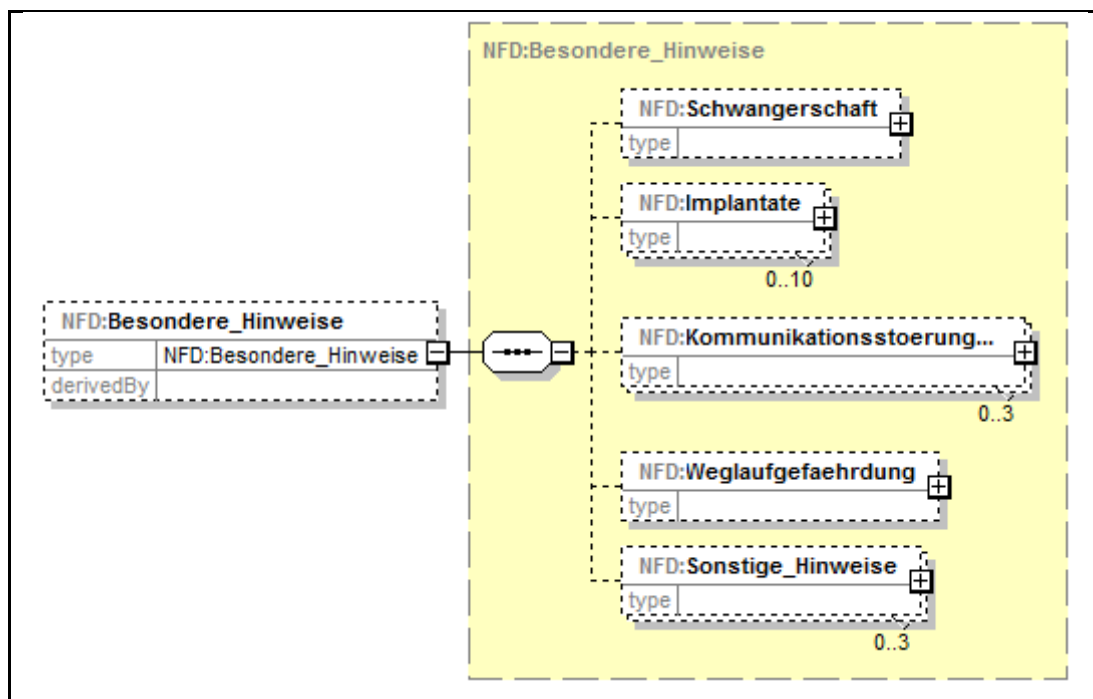 NFD:Besondere_Hinweise
NFD:Schwangerschaft
type
NFD:Implantate
type
0..10
NFD:Besondere_Hinweise
type NFD:Besondere_Hinweise
derivedBy
NFD:Kommunikationsstoerung...
type
0..3
NFD:Weglaufgefaehrdung
type
NFD:Sonstige_Hinweise
type
0..3